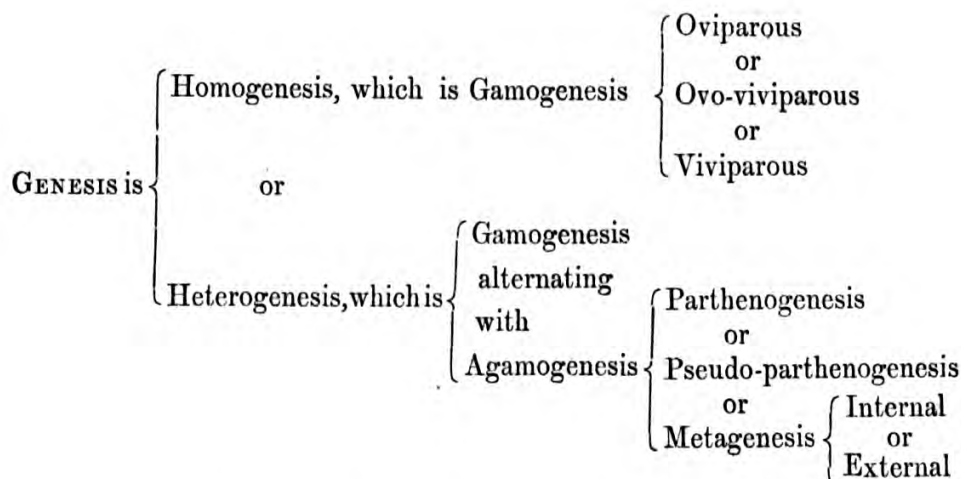 Oviparous
or
Homogenesis, which is Gamogenesis
Ovo-viviparous
or
Viviparous
GENESIS is
or
Gamogenesis
alternating
Heterogenesis, which is
with
Agamogenesis
Parthenogenesis
or
Pseudo-parthenogenesis
or
Metagenesis
Internal
or
External